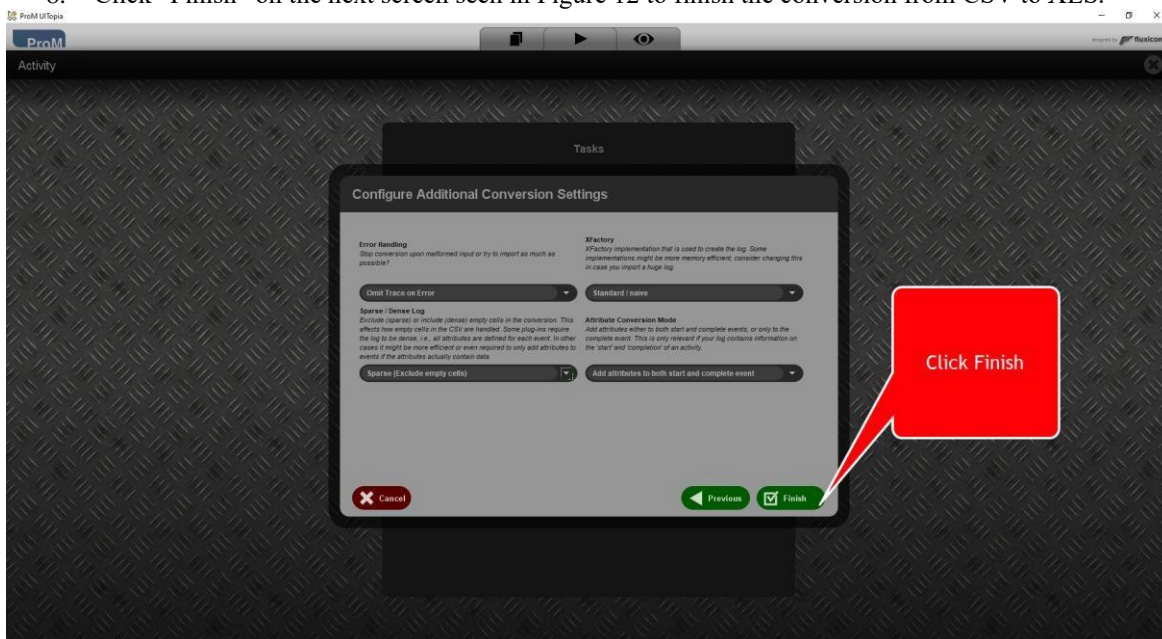 8. Click “Finish” on the next screen seen in Figure 12 to finish the conversion from CSV to XES.
ProM UITopia
ProM
designed by fluxicon
Activity
Tasks
Configure Additional Conversion Settings
Error Handling
Stop conversion upon malformed input or try to import as much as
possible?
Omit Trace on Error
XFactory
XFactory implementation that is used to create the log. Some
implementations might be more memory efficient, consider changing this
in case you import a huge log.
Standard / naive
Sparse / Dense Log
Exclude (sparse) or include (dense) empty cells in the conversion. This
affects how empty cells in the CSV are handled. Some plug-ins require
the log to be dense, i.e., all attributes are defined for each event. In other
cases it might be more efficient or even required to only add attributes to
events if the attributes actually contain data.
Sparse (Exclude empty cells)
Attribute Conversion Mode
Add attributes either to both start and complete events, or only to the
complete event. This is only relevant if your log contains information on
the 'start' and 'completion' of an activity.
Add attributes to both start and complete event
Click Finish
Cancel
Previous
Finish